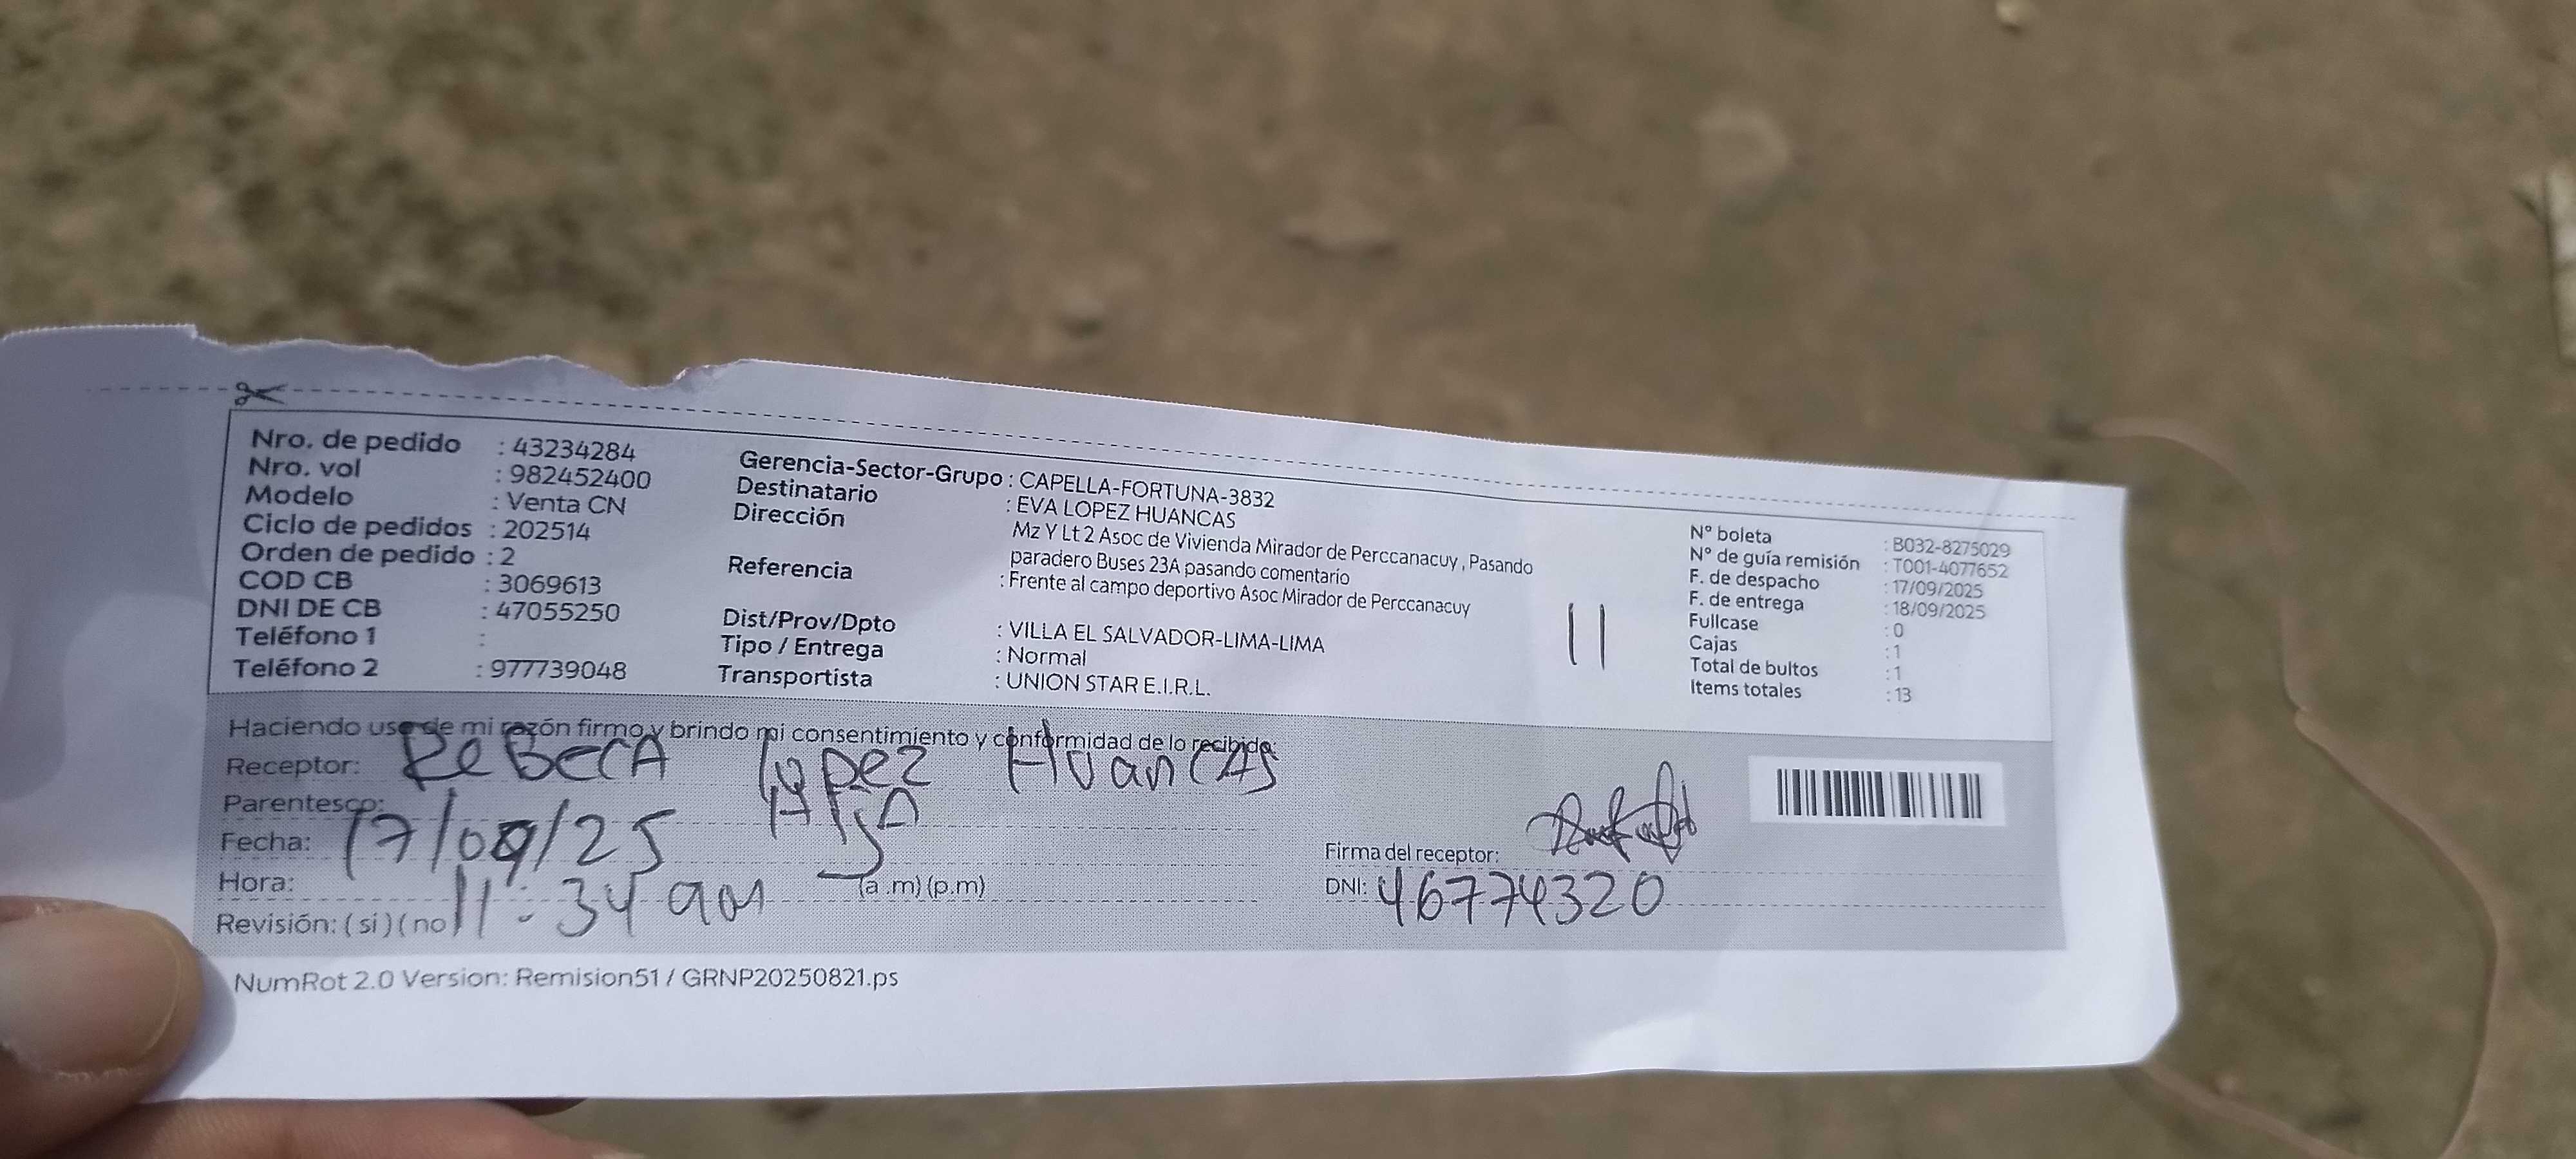 Nro. de pedido : 43234284
Nro. vol : 982452400
Modelo : Venta CN
Ciclo de pedidos : 202514
Orden de pedido : 2
COD CB : 3069613
DNI DE CB : 47055250
Teléfono 1 :
Teléfono 2 : 977739048
Gerencia-Sector-Grupo : CAPELLA-FORTUNA-3832
Destinatario : EVA LOPEZ HUANCAS
Dirección Mz Y Lt 2 Asoc de Vivienda Mirador de Perccanacuy , Pasando
paradero Buses 23A pasando comentario
Referencia : Frente al campo deportivo Asoc Mirador de Perccanacuy
Dist/Prov/Dpto : VILLA EL SALVADOR-LIMA-LIMA
Tipo / Entrega : Normal
Transportista : UNION STAR E.I.R.L.
11
N° boleta : B032-8275029
N° de guía remisión : T001-4077652
F. de despacho : 17/09/2025
F. de entrega : 18/09/2025
Fullcase : 0
Cajas : 1
Total de bultos : 1
Items totales : 13
Haciendo uso de mi razón firmo y brindo mi consentimiento y conformidad de lo recibido:
Receptor: ReBecA lopez HuancAs
Parentesco:
Fecha: 17/09/25
Hora: 11:34 am (a .m) (p.m)
Revisión: ( si ) ( no
Firma del receptor:
DNI: 46774320
NumRot 2.0 Version: Remision51 / GRNP20250821.ps